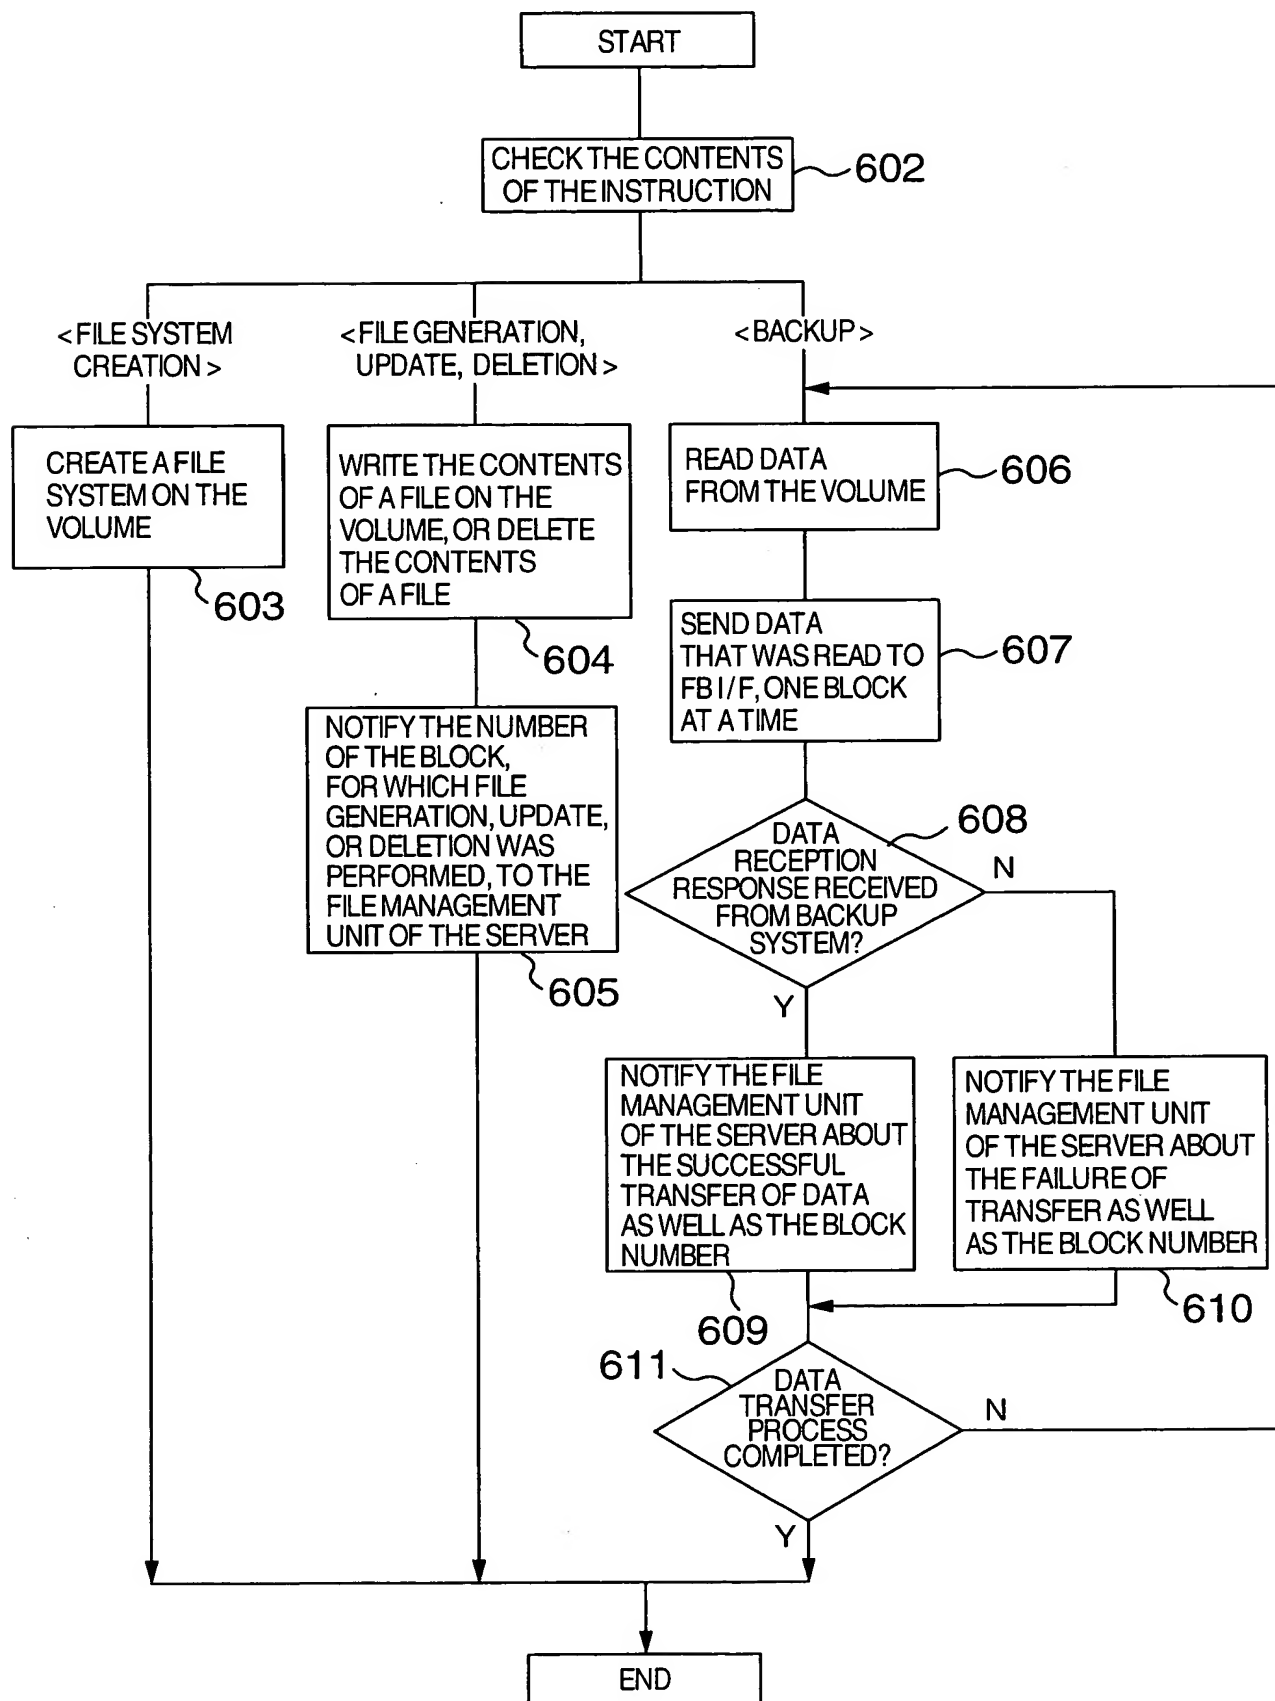 START
CHECK THE CONTENTS
OF THE INSTRUCTION
602
<FILE SYSTEM
CREATION>
<FILE GENERATION,
UPDATE, DELETION>
<BACKUP>
CREATE A FILE
SYSTEM ON THE
VOLUME
603
WRITE THE CONTENTS
OF A FILE ON THE
VOLUME, OR DELETE
THE CONTENTS
OF A FILE
604
READ DATA
FROM THE VOLUME
606
SEND DATA
THAT WAS READ TO
FB I/F, ONE BLOCK
AT A TIME
607
NOTIFY THE NUMBER
OF THE BLOCK,
FOR WHICH FILE
GENERATION, UPDATE,
OR DELETION WAS
PERFORMED, TO THE
FILE MANAGEMENT
UNIT OF THE SERVER
605
DATA
RECEPTION
RESPONSE RECEIVED
FROM BACKUP
SYSTEM?
608
N
Y
NOTIFY THE FILE
MANAGEMENT UNIT
OF THE SERVER ABOUT
THE SUCCESSFUL
TRANSFER OF DATA
AS WELL AS THE BLOCK
NUMBER
609
NOTIFY THE FILE
MANAGEMENT UNIT
OF THE SERVER ABOUT
THE FAILURE OF
TRANSFER AS WELL
AS THE BLOCK NUMBER
610
611
DATA
TRANSFER
PROCESS
COMPLETED?
N
Y
END